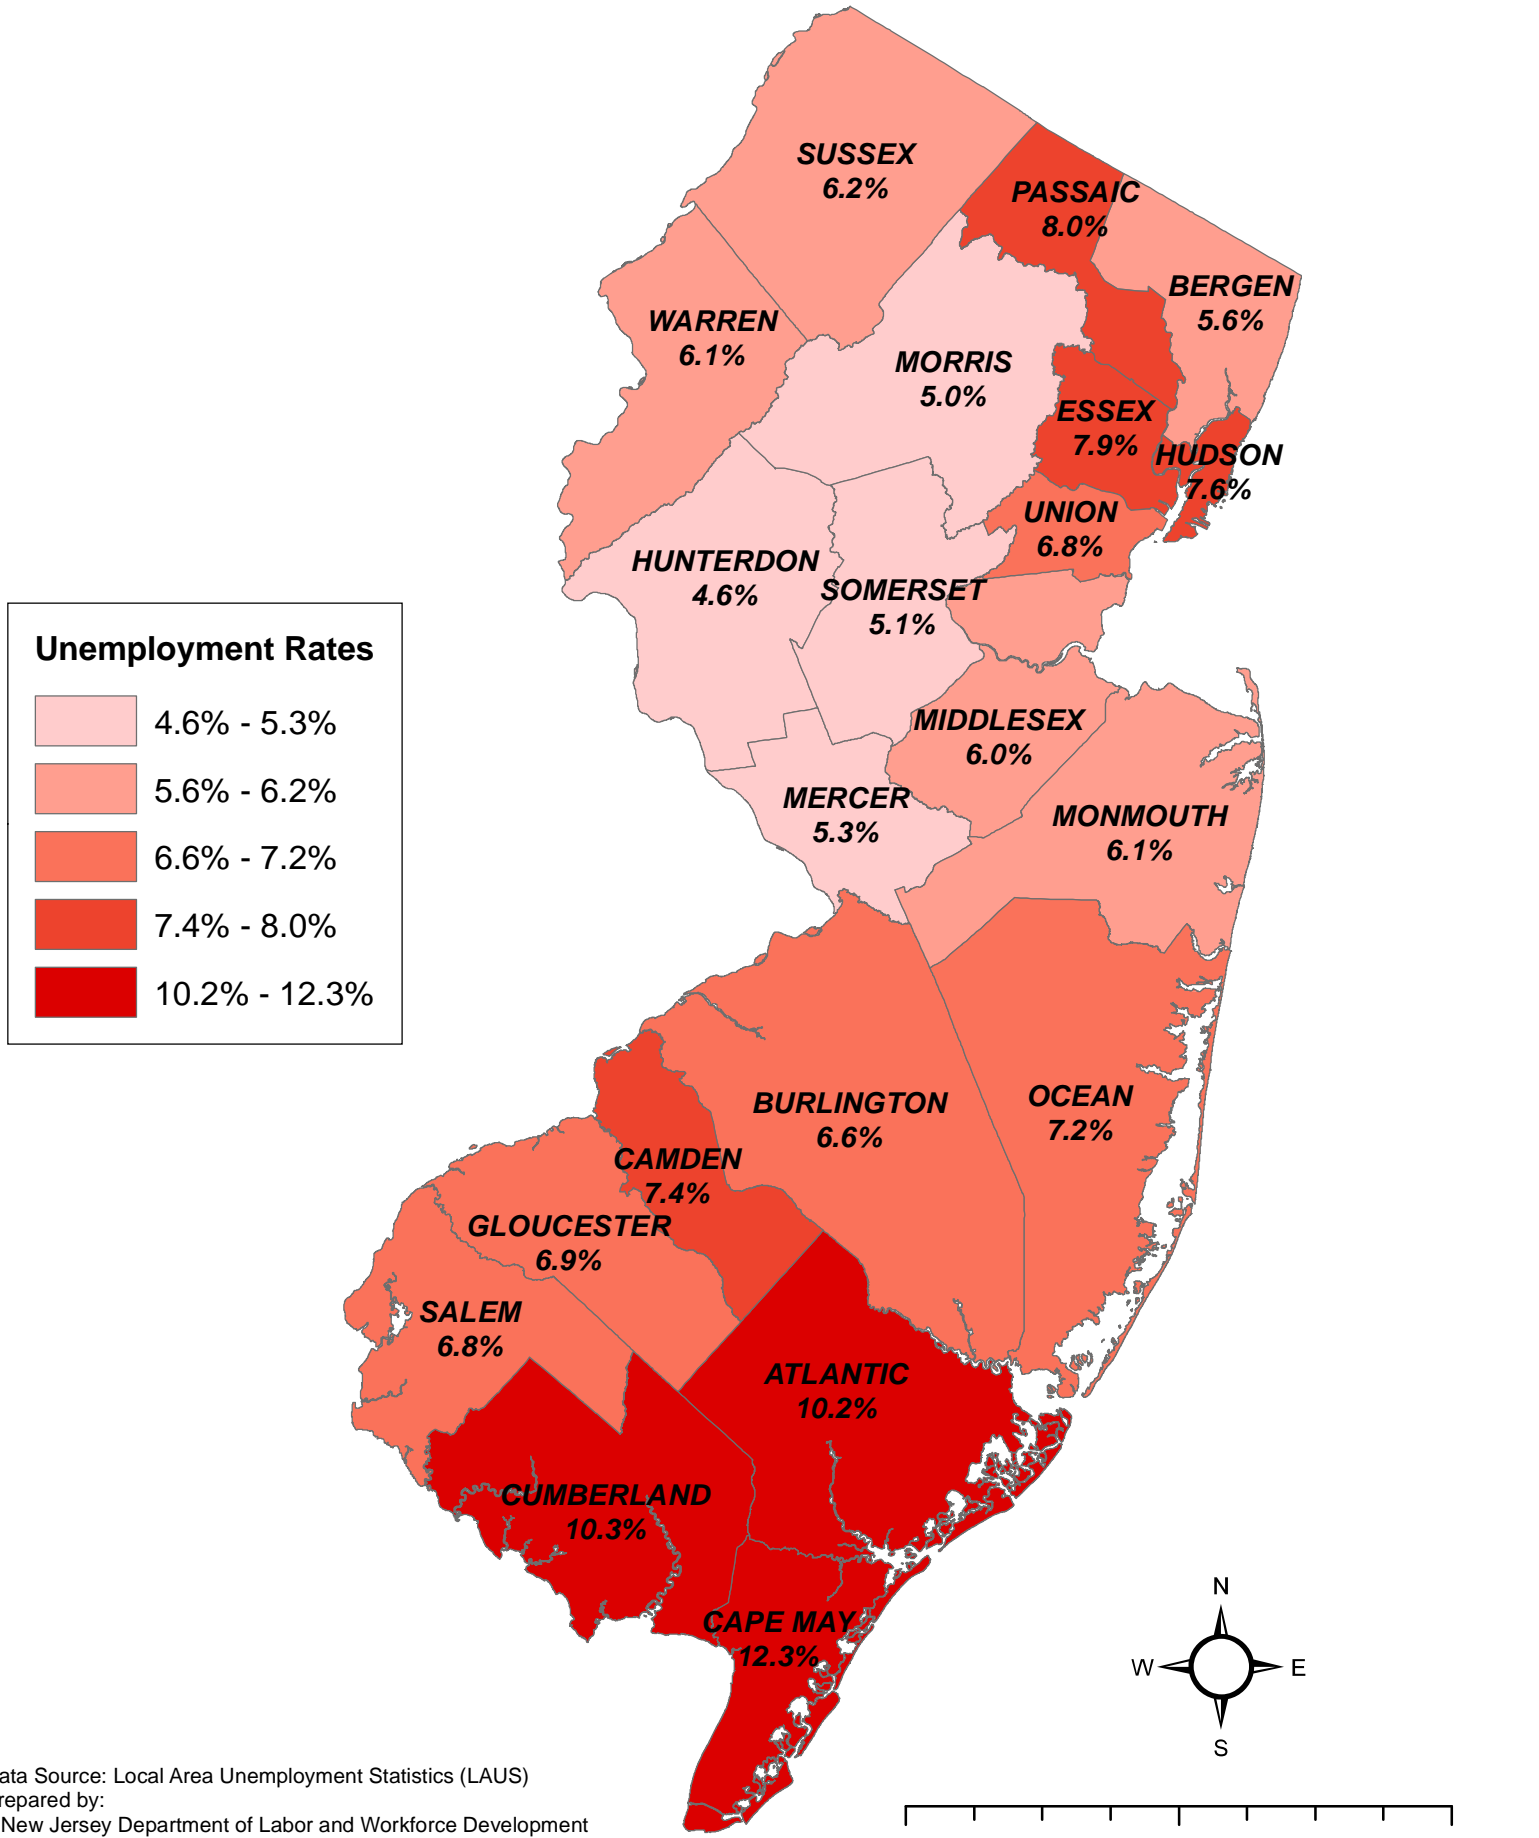 SUSSEX
6.2%
PASSAIC
8.0%
BERGEN
5.6%
WARREN
6.1%
MORRIS
5.0%
ESSEX
7.9%
HUDSON
7.6%
UNION
6.8%
HUNTERDON
4.6%
SOMERSET
5.1%
Unemployment Rates
4.6% - 5.3%
5.6% - 6.2%
6.6% - 7.2%
7.4% - 8.0%
10.2% - 12.3%
MIDDLESEX
6.0%
MERCER
5.3%
MONMOUTH
6.1%
BURLINGTON
6.6%
OCEAN
7.2%
CAMDEN
7.4%
GLOUCESTER
6.9%
SALEM
6.8%
ATLANTIC
10.2%
CUMBERLAND
10.3%
CAPE MAY
12.3%
N
W
E
S
ata Source: Local Area Unemployment Statistics (LAUS)
repared by:
New Jersey Department of Labor and Workforce Development